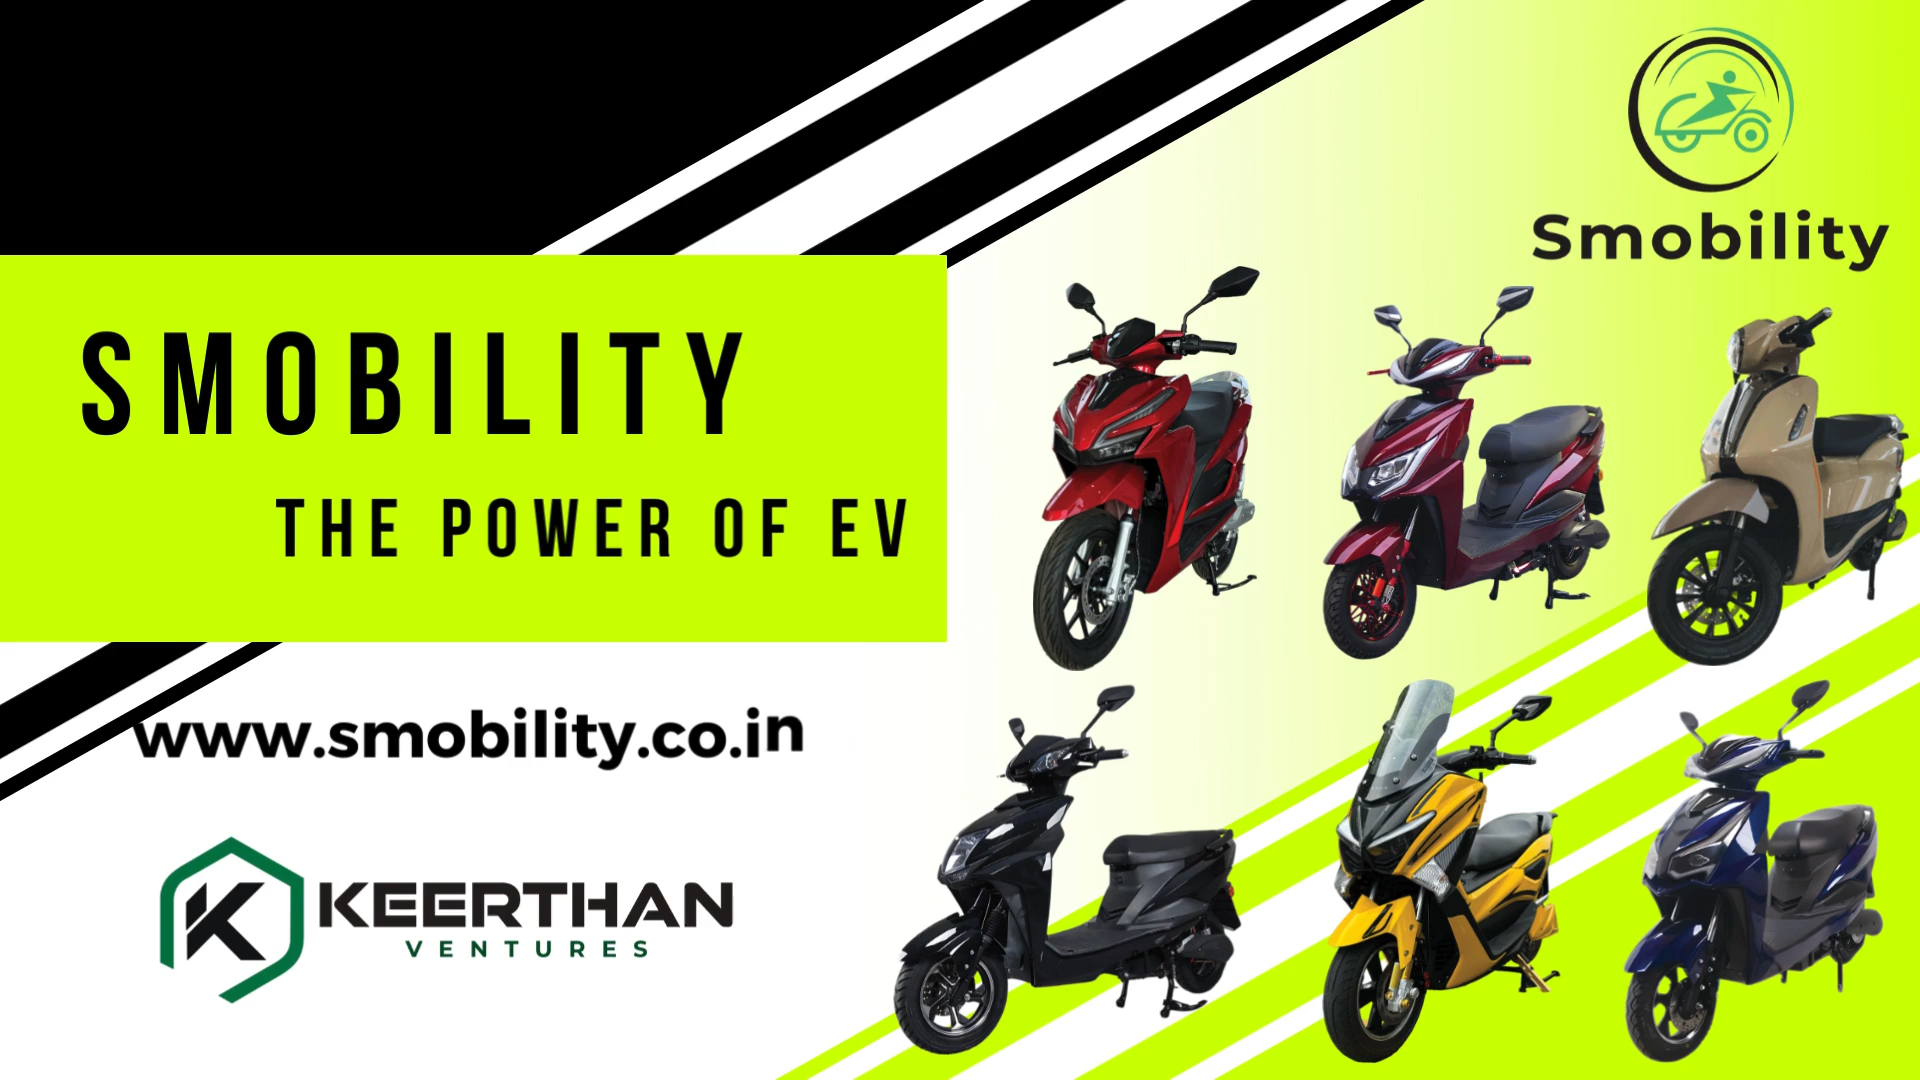 Smobility
SMOBILITY
THE POWER OF EV
www.smobility.co.in
KEERTHAN
VENTURES